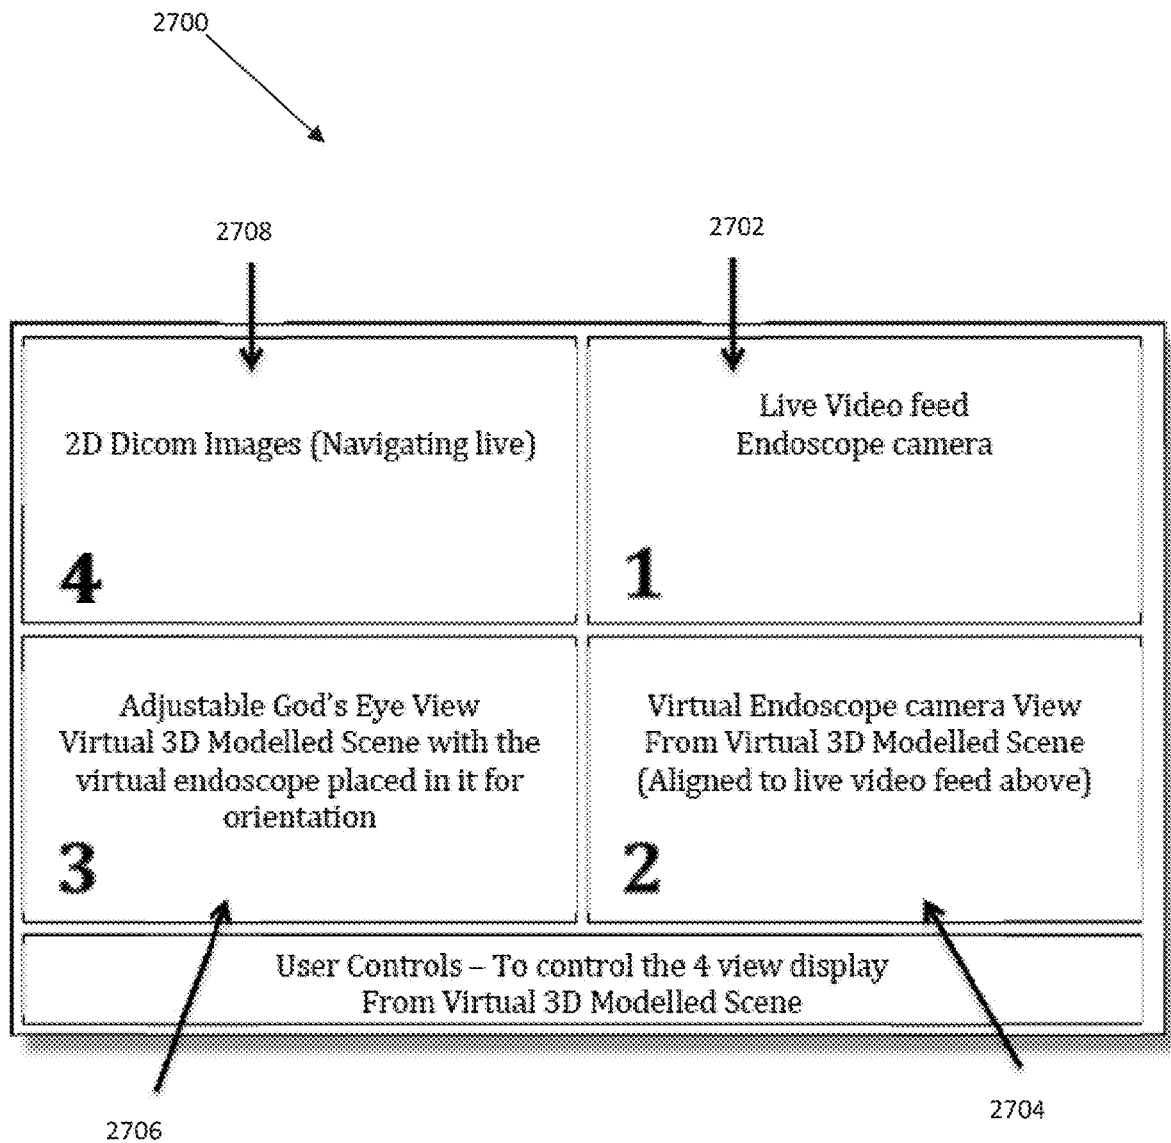 2700
2708
2702
2D Dicom Images (Navigating live)
4
Live Video feed
Endoscope camera
1
Adjustable God's Eye View
Virtual 3D Modelled Scene with the
virtual endoscope placed in it for
orientation
3
Virtual Endoscope camera View
From Virtual 3D Modelled Scene
(Aligned to live video feed above)
2
User Controls – To control the 4 view display
From Virtual 3D Modelled Scene
2706
2704